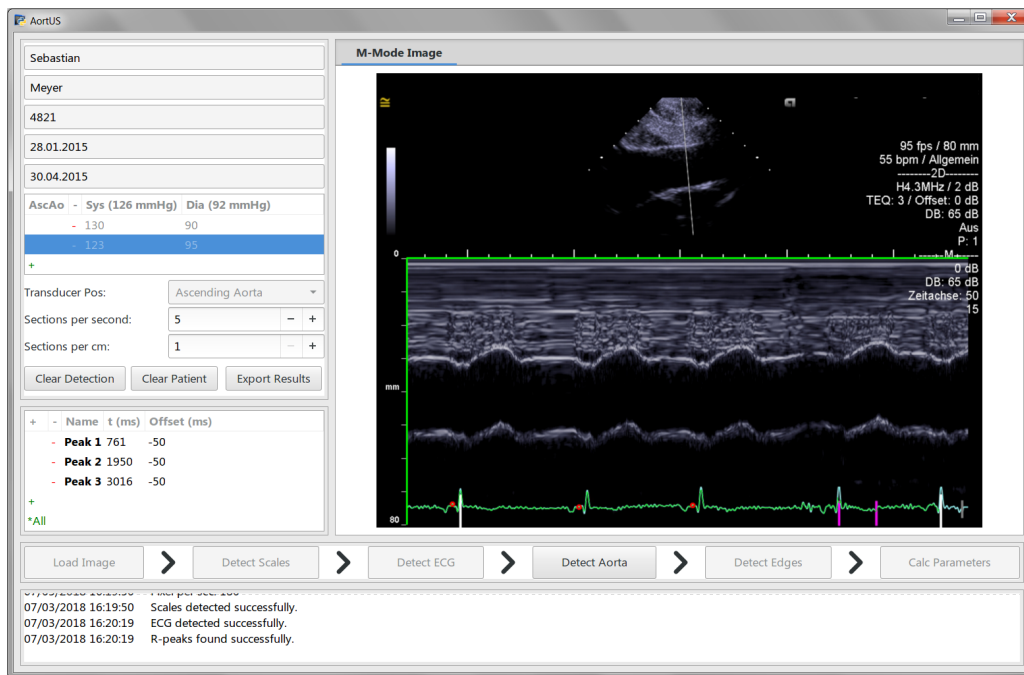 AortUS
Sebastian
Meyer
4821
28.01.2015
30.04.2015
AscAo - Sys (126 mmHg) Dia (92 mmHg)
- 130 90
- 123 95
+
Transducer Pos: Ascending Aorta
Sections per second: 5 - +
Sections per cm: 1 - +
Clear Detection Clear Patient Export Results
+ - Name t (ms) Offset (ms)
- Peak 1 761 -50
- Peak 2 1950 -50
- Peak 3 3016 -50
+
*All
M-Mode Image
95 fps / 80 mm
55 bpm / Allgemein
--------2D--------
H4.3MHz / 2 dB
TEQ: 3 / Offset: 0 dB
DB: 65 dB
Aus
P: 1
0
M
0 dB
DB: 65 dB
Zeitachse: 50
15
mm
80
Load Image Detect Scales Detect ECG Detect Aorta Detect Edges Calc Parameters
07/03/2018 16:19:50 Scales detected successfully.
07/03/2018 16:20:19 ECG detected successfully.
07/03/2018 16:20:19 R-peaks found successfully.